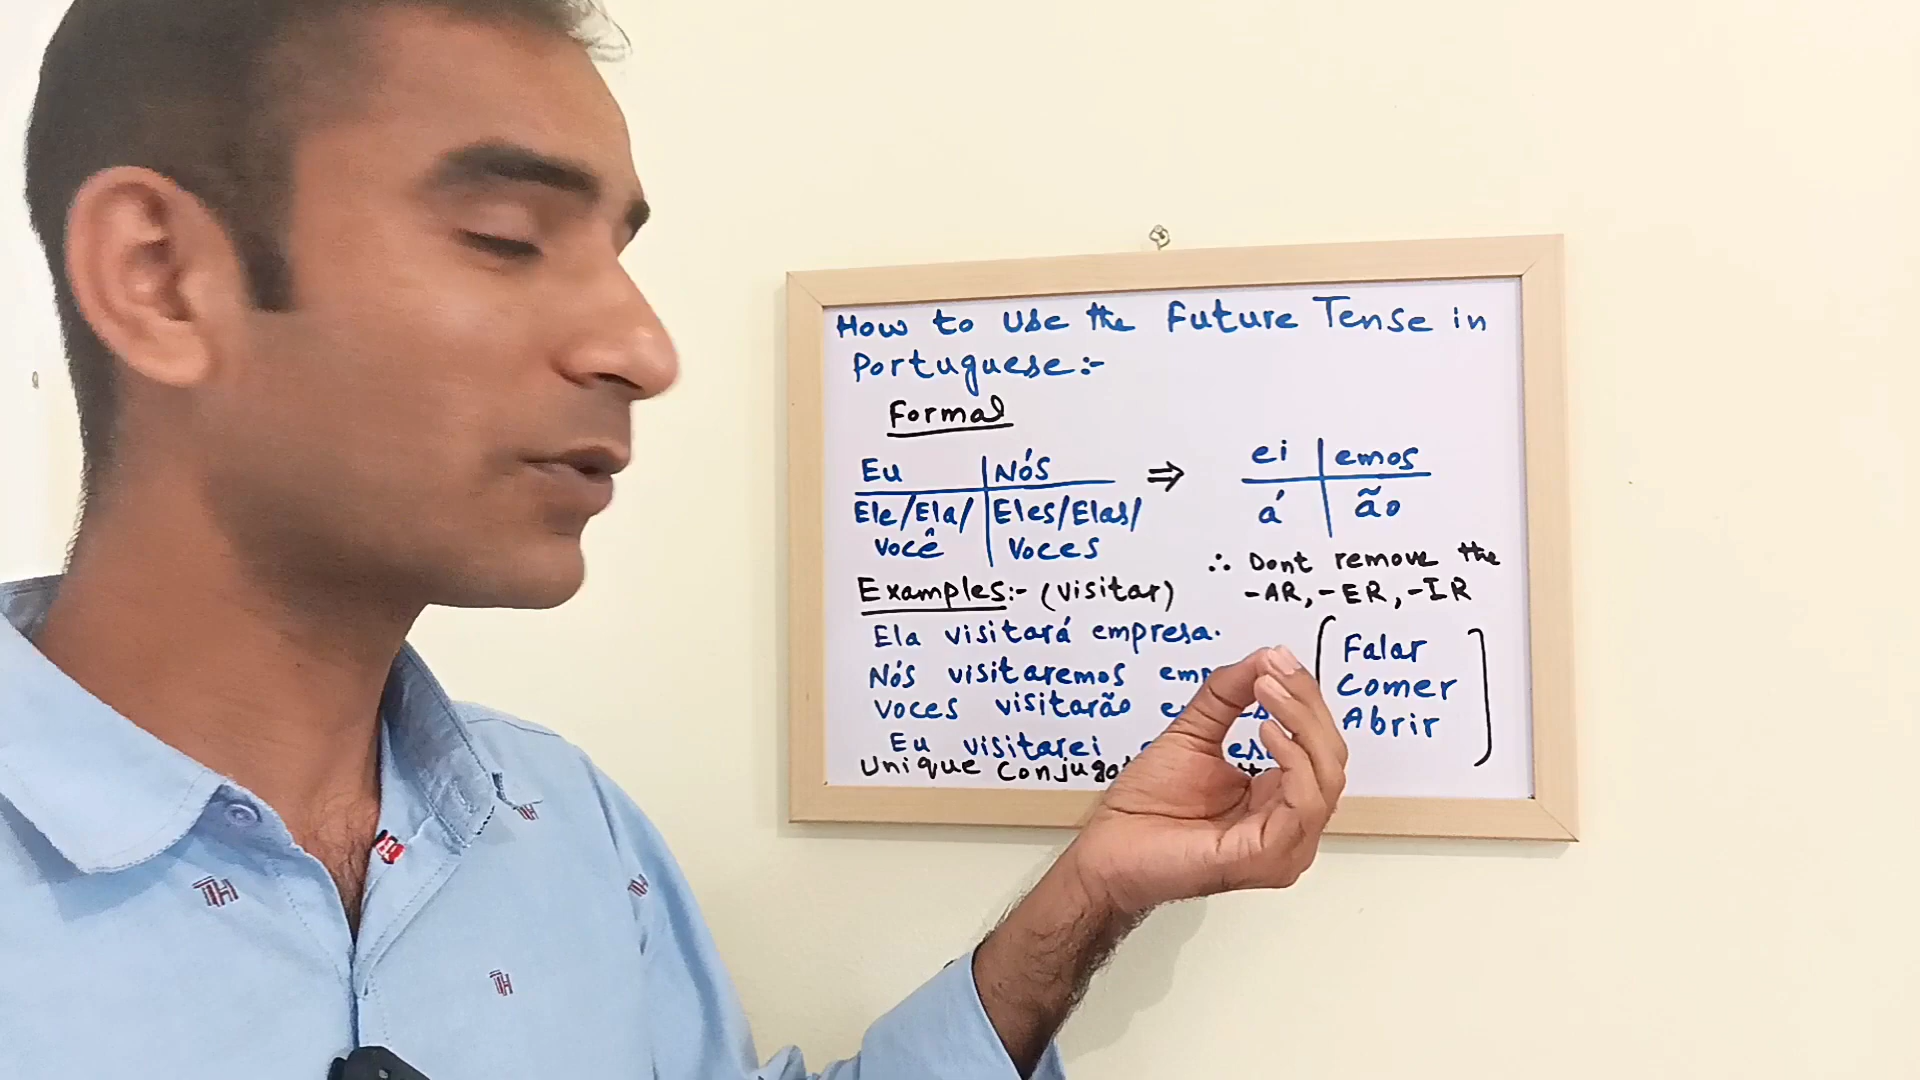 How to use the Future Tense in
Portuguese:-
Formal
Eu | Nós ⇒ ei | emos
Ele/Ela/ | Eles/Elas/ á | ão
você | Voces
∴ Dont remove the
-AR, -ER, -IR
Examples:- (visitar)
Ela visitará empresa.
Nós visitaremos
voces visitarão
Eu visitarei
Unique
Falar
Comer
Abrir
TH
TH
TH